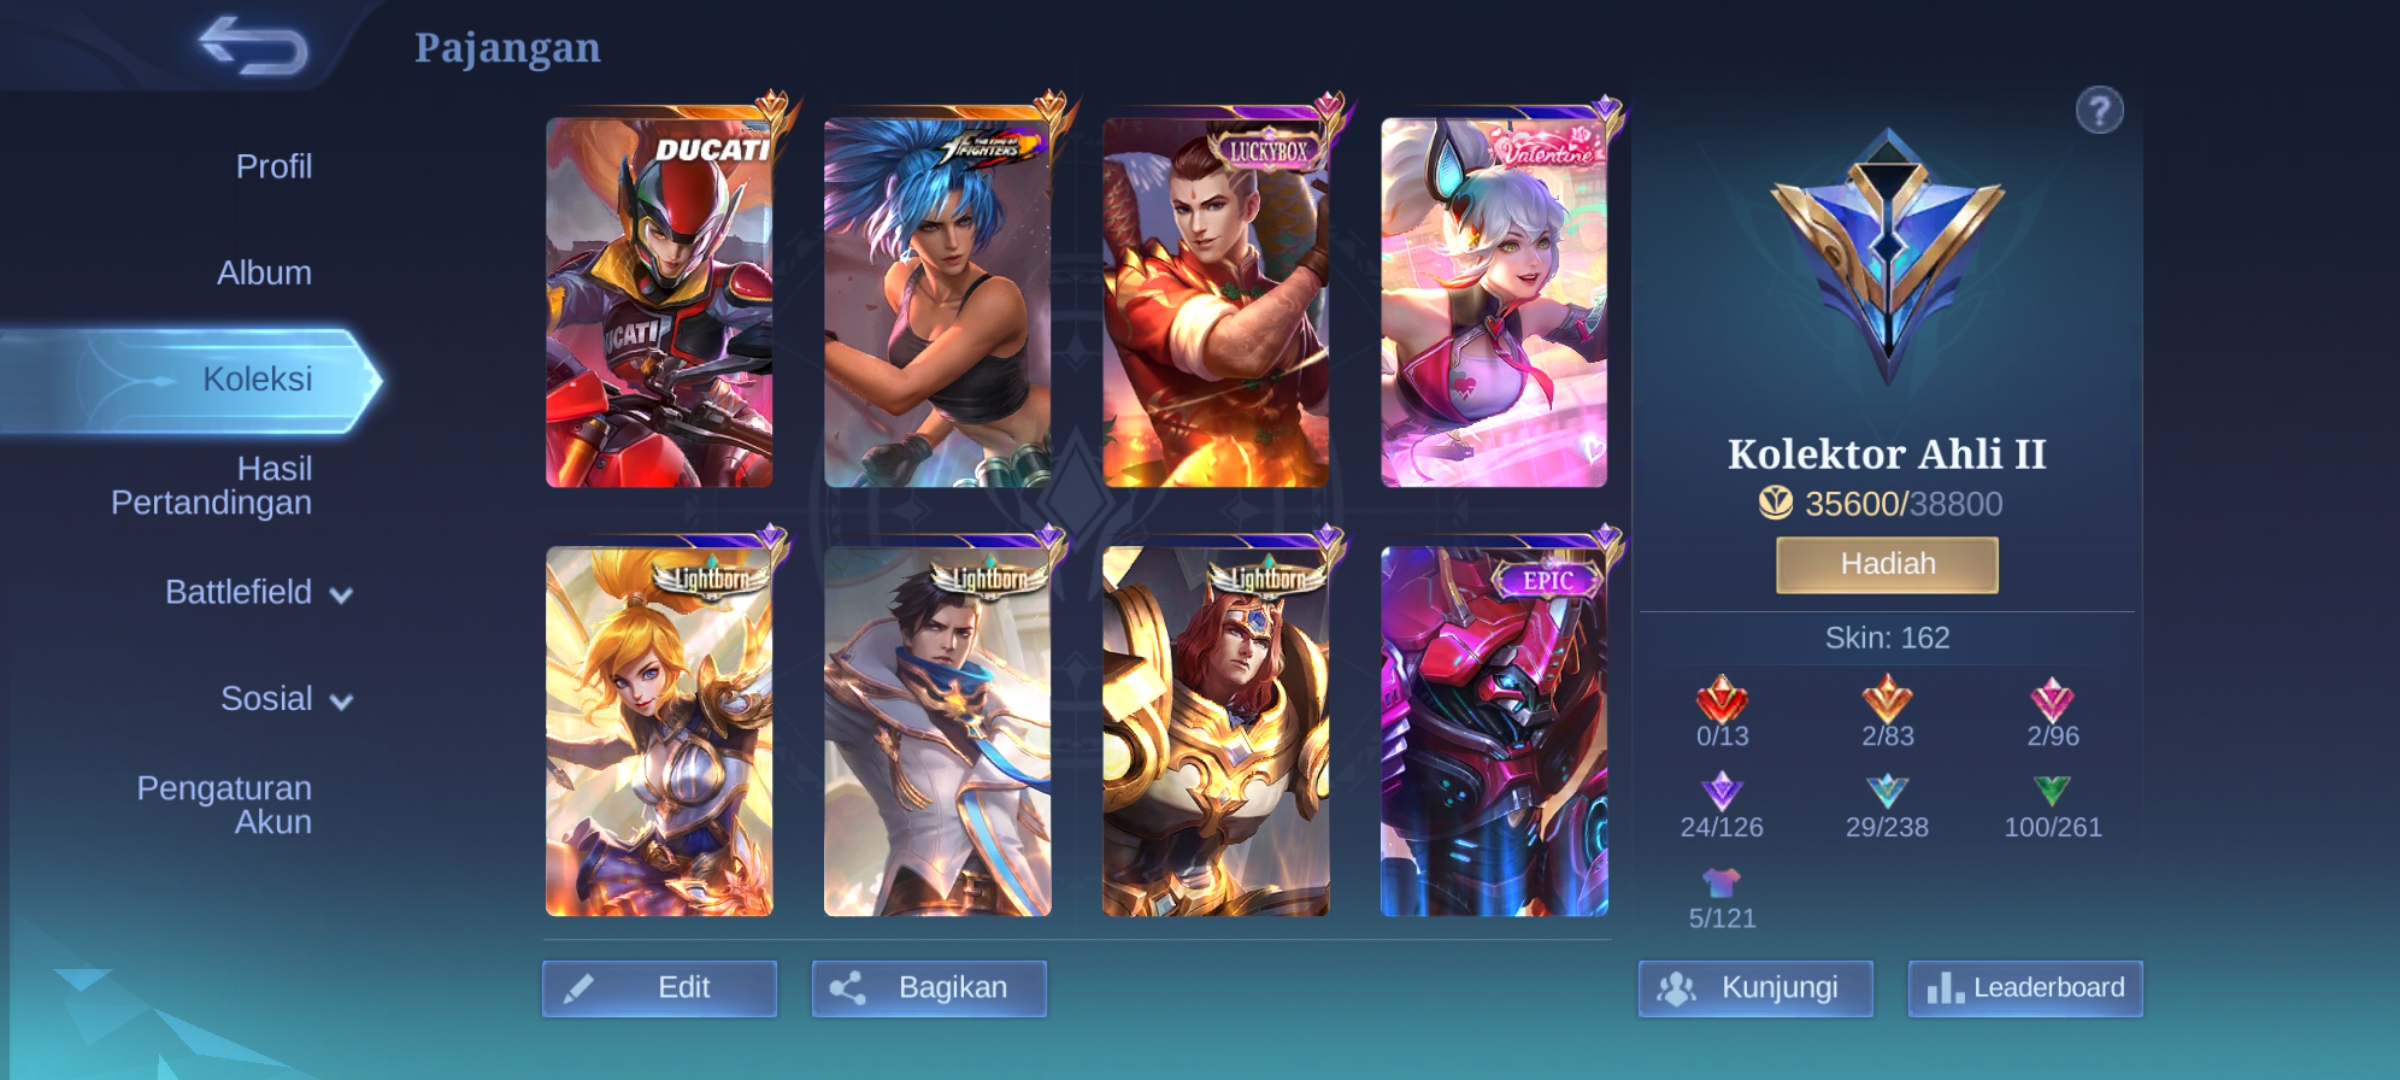 Pajangan
Profil
Album
Koleksi
Hasil
Pertandingan
Battlefield
Sosial
Pengaturan
Akun
DUCATI
DUCATI
THE KING OF
FIGHTERS
LUCKYBOX
Valentine
Lightborn
Lightborn
Lightborn
EPIC
Edit
Bagikan
?
Kolektor Ahli II
35600/38800
Hadiah
Skin: 162
0/13
2/83
2/96
24/126
29/238
100/261
5/121
Kunjungi
Leaderboard